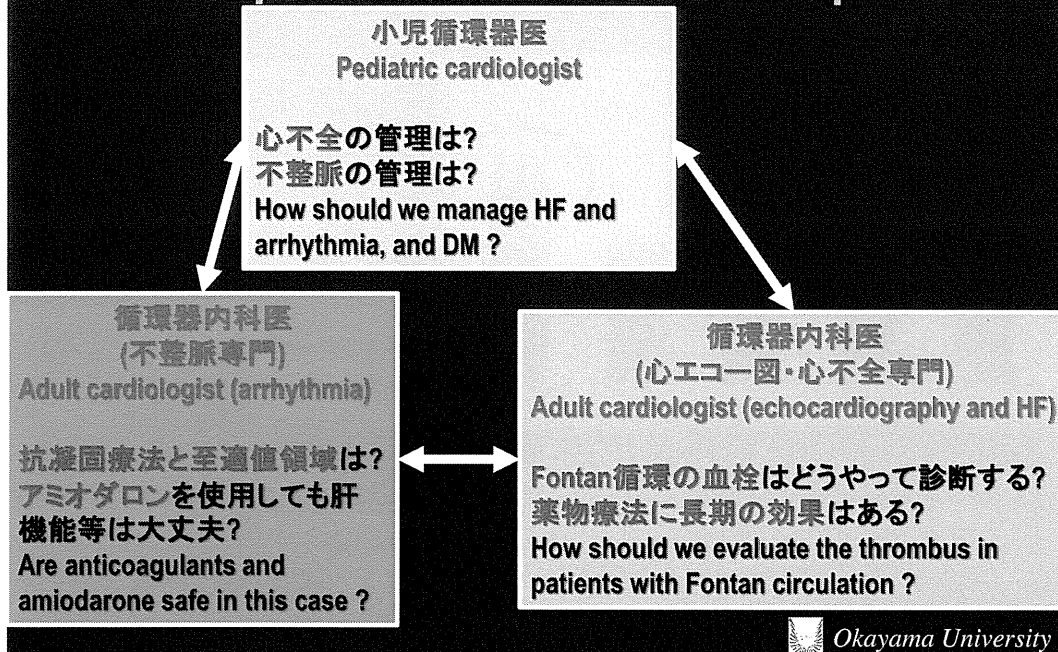 小児循環器医
Pediatric cardiologist
心不全の管理は?
不整脈の管理は?
How should we manage HF and
arrhythmia, and DM ?
循環器内科医
(不整脈専門)
Adult cardiologist (arrhythmia)
抗凝固療法と至適値領域は?
アミオダロンを使用しても肝
機能等は大丈夫?
Are anticoagulants and
amiodarone safe in this case ?
循環器内科医
(心エコー図・心不全専門)
Adult cardiologist (echocardiography and HF)
Fontan循環の血栓はどうやって診断する?
薬物療法に長期の効果はある?
How should we evaluate the thrombus in
patients with Fontan circulation ?
Okayama University